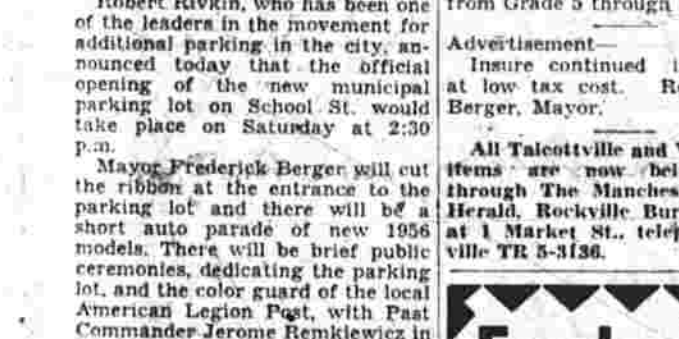 Robert Rivkin, who has been one
of the leaders in the movement for
additional parking in the city, an-
nounced today that the official
opening of the new municipal
parking lot on School St. would
take place on Saturday at 2:30
p.m.
Mayor Frederick Berger will cut
the ribbon at the entrance to the
parking lot and there will be a
short auto parade of new 1956
models. There will be brief public
ceremonies, dedicating the parking
lot, and the color guard of the local
American Legion Post, with Past
Commander Jerome Remkiewicz in
from Grade 5 through
Advertisement—
Insure continued
at low tax cost.
Berger, Mayor.
All Talcottville and
items are now
through The
Herald, Rockville
at 1 Market St.,
ville TR 5-3136.